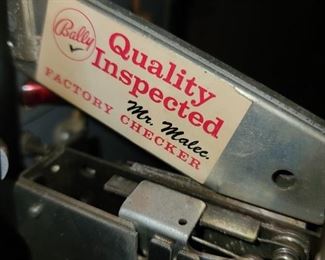 Bally
Quality
Inspected
Mr. Malec.
FACTORY CHECKER